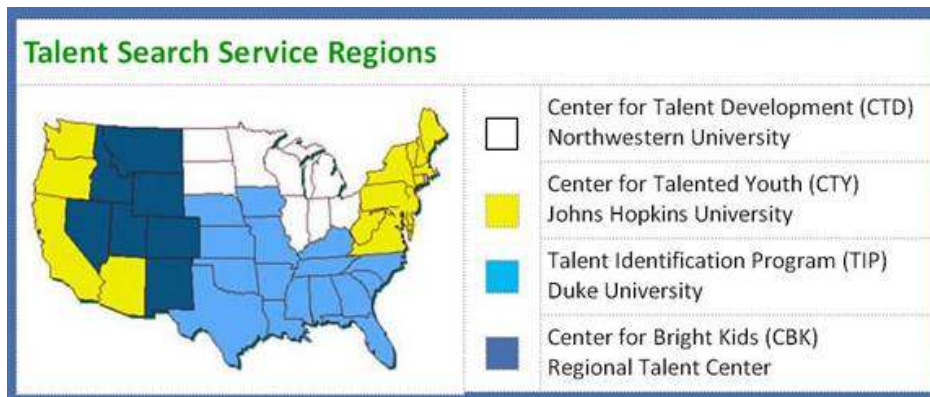 Talent Search Service Regions
Center for Talent Development (CTD)
Northwestern University
Center for Talented Youth (CTY)
Johns Hopkins University
Talent Identification Program (TIP)
Duke University
Center for Bright Kids (CBK)
Regional Talent Center